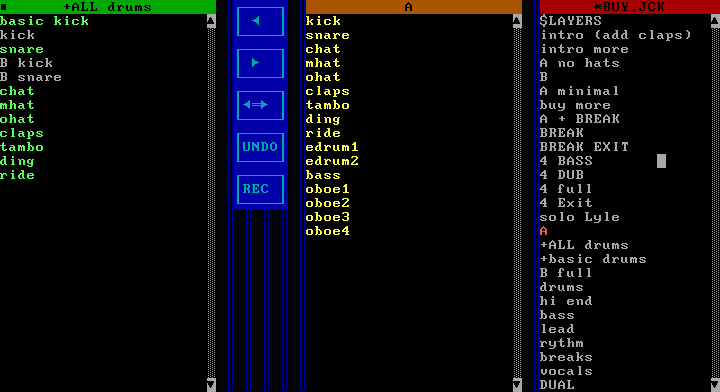 +ALL drums
basic kick
kick
snare
B kick
B snare
chat
mhat
ohat
claps
tambo
ding
ride
UNDO
REC
A
kick
snare
chat
mhat
ohat
claps
tambo
ding
ride
edrum1
edrum2
bass
oboe1
oboe2
oboe3
oboe4
*BUY.JCK
$LAYERS
intro (add claps)
intro more
A no hats
B
A minimal
buy more
A + BREAK
BREAK
BREAK EXIT
4 BASS
4 DUB
4 full
4 Exit
solo Lyle
A
+ALL drums
+basic drums
B full
drums
hi end
bass
lead
rythm
breaks
vocals
DUAL